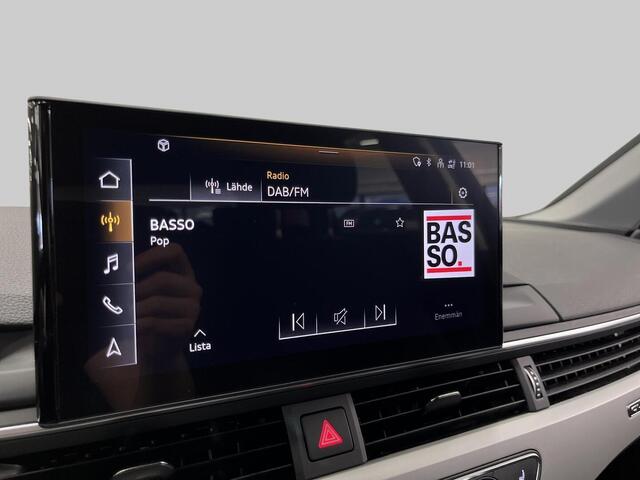 11:01
Radio
Lähde
DAB/FM
BASSO
FM
Pop
BAS
SO.
Lista
Enemmän